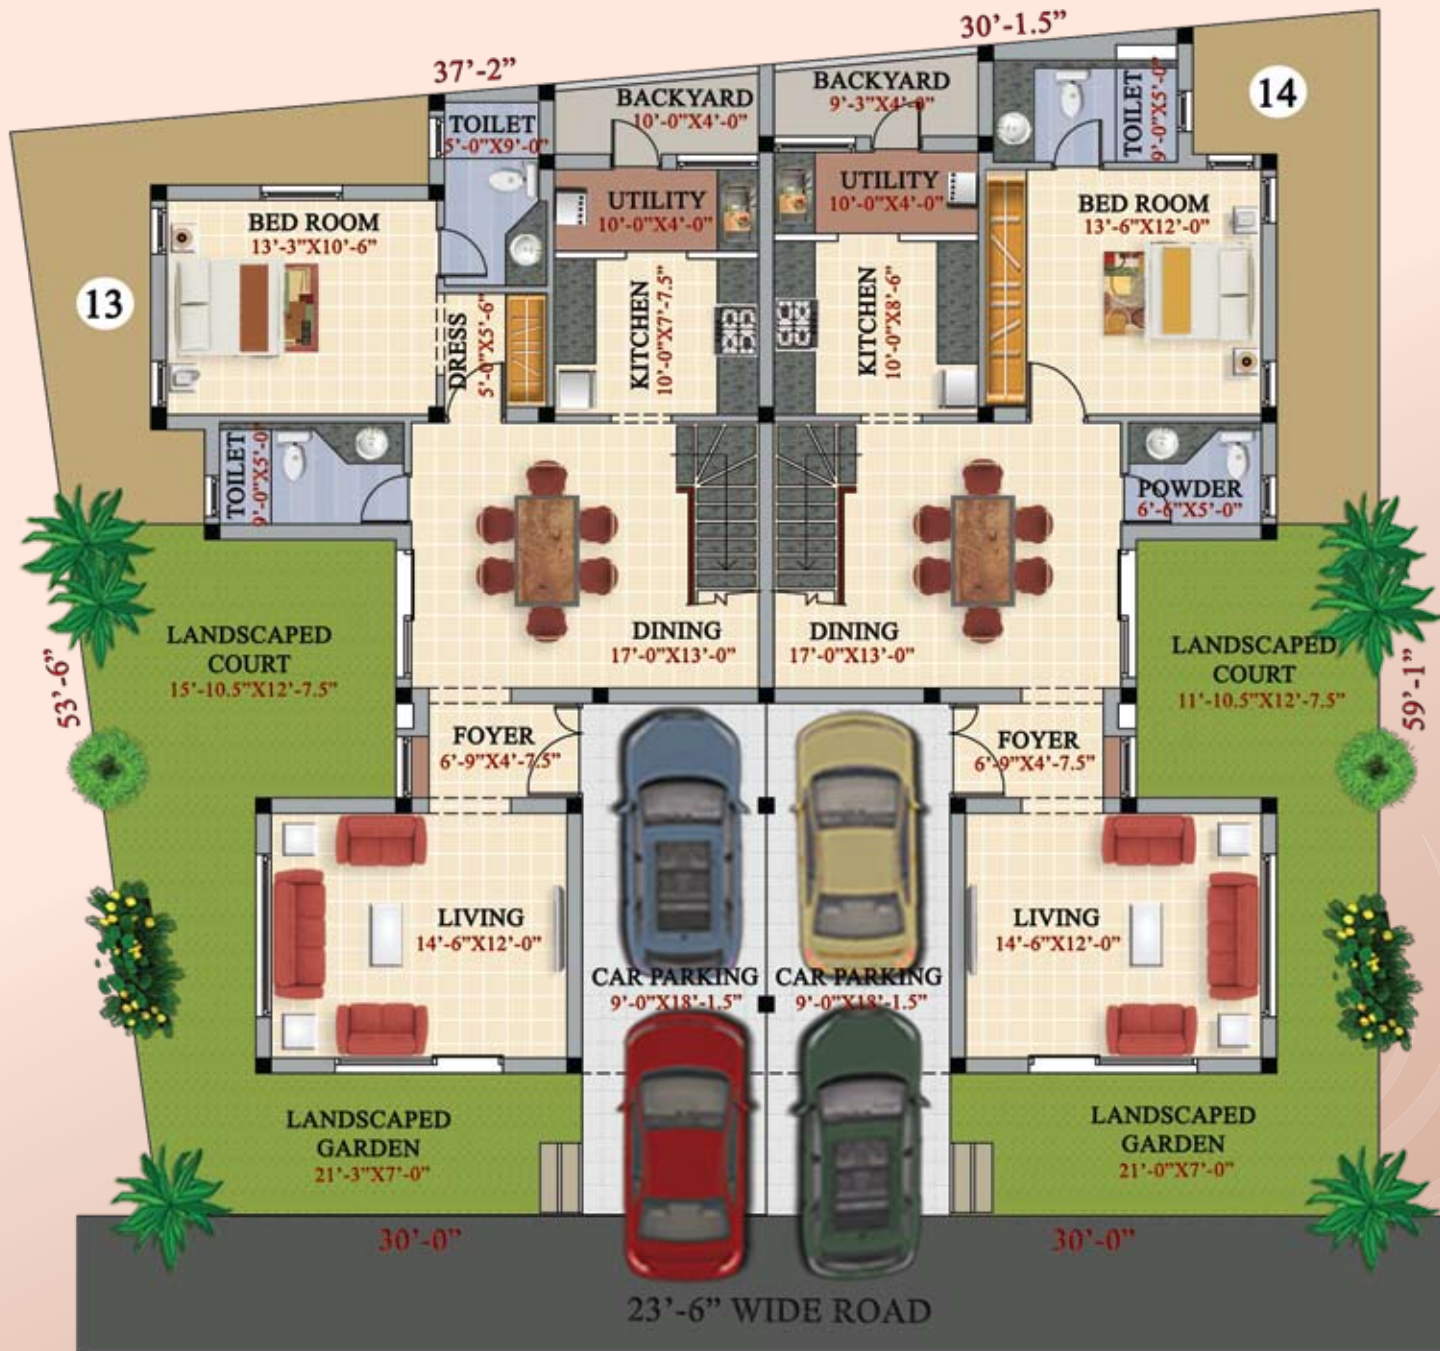 30'-1.5"
37'-2"
BACKYARD
10'-0"X4'-0"
BACKYARD
9'-3"X4'-0"
TOILET
9'-0"X5'-0"
14
TOILET
5'-0"X9'-0"
UTILITY
10'-0"X4'-0"
UTILITY
10'-0"X4'-0"
BED ROOM
13'-3"X10'-6"
BED ROOM
13'-6"X12'-0"
13
DRESS
5'-0"X5'-6"
KITCHEN
10'-0"X7'-7.5"
KITCHEN
10'-0"X8'-6"
TOILET
9'-0"X5'-0"
POWDER
6'-6"X5'-0"
LANDSCAPED
COURT
15'-10.5"X12'-7.5"
DINING
17'-0"X13'-0"
DINING
17'-0"X13'-0"
LANDSCAPED
COURT
11'-10.5"X12'-7.5"
53'-6"
59'-1"
FOYER
6'-9"X4'-7.5"
FOYER
6'-9"X4'-7.5"
LIVING
14'-6"X12'-0"
LIVING
14'-6"X12'-0"
CAR PARKING
9'-0"X18'-1.5"
CAR PARKING
9'-0"X18'-1.5"
LANDSCAPED
GARDEN
21'-3"X7'-0"
LANDSCAPED
GARDEN
21'-0"X7'-0"
30'-0"
30'-0"
23'-6" WIDE ROAD